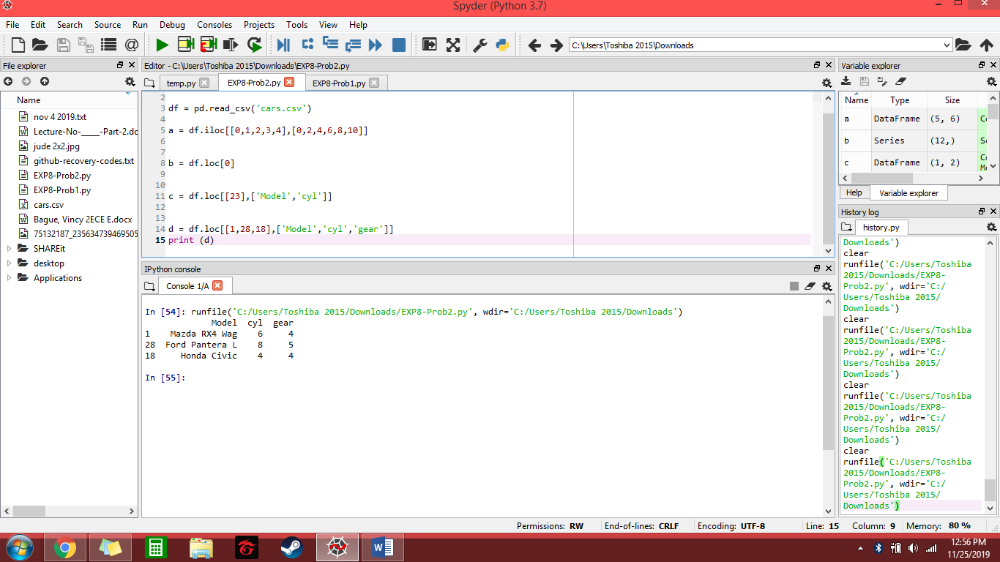 Spyder (Python 3.7)
File Edit Search Source Run Debug Consoles Projects Tools View Help
C:\Users\Toshiba 2015\Downloads
File explorer
Name
nov 4 2019.txt
Lecture-No-____-Part-2.dc
jude 2x2.jpg
github-recovery-codes.txt
EXP8-Prob2.py
EXP8-Prob1.py
cars.csv
Bague, Vincy 2ECE E.docx
75132187_235634739469505
SHAREit
desktop
Applications
Editor - C:\Users\Toshiba 2015\Downloads\EXP8-Prob2.py
temp.py EXP8-Prob2.py EXP8-Prob1.py
2
3 df = pd.read_csv('cars.csv')
4
5 a = df.iloc[[0,1,2,3,4],[0,2,4,6,8,10]]
6
7
8 b = df.loc[0]
9
10
11 c = df.loc[[23],['Model','cyl']]
12
13
14 d = df.loc[[1,28,18],['Model','cyl','gear']]
15 print (d)
IPython console
Console 1/A
In [54]: runfile('C:/Users/Toshiba 2015/Downloads/EXP8-Prob2.py', wdir='C:/Users/Toshiba 2015/Downloads')
Model cyl gear
1 Mazda RX4 Wag 6 4
28 Ford Pantera L 8 5
18 Honda Civic 4 4
In [55]:
Variable explorer
Name Type Size
a DataFrame (5, 6)
b Series (12,)
c DataFrame (1, 2)
Help Variable explorer
History log
history.py
Downloads')
clear
runfile('C:/Users/Toshiba
2015/Downloads/EXP8-
Prob2.py', wdir='C:/
Users/Toshiba 2015/
Downloads')
clear
runfile('C:/Users/Toshiba
2015/Downloads/EXP8-
Prob2.py', wdir='C:/
Users/Toshiba 2015/
Downloads')
clear
runfile('C:/Users/Toshiba
2015/Downloads/EXP8-
Prob2.py', wdir='C:/
Users/Toshiba 2015/
Downloads')
clear
runfile('C:/Users/Toshiba
2015/Downloads/EXP8-
Prob2.py', wdir='C:/
Users/Toshiba 2015/
Downloads')
Permissions: RW End-of-lines: CRLF Encoding: UTF-8 Line: 15 Column: 9 Memory: 80 %
12:56 PM
11/25/2019